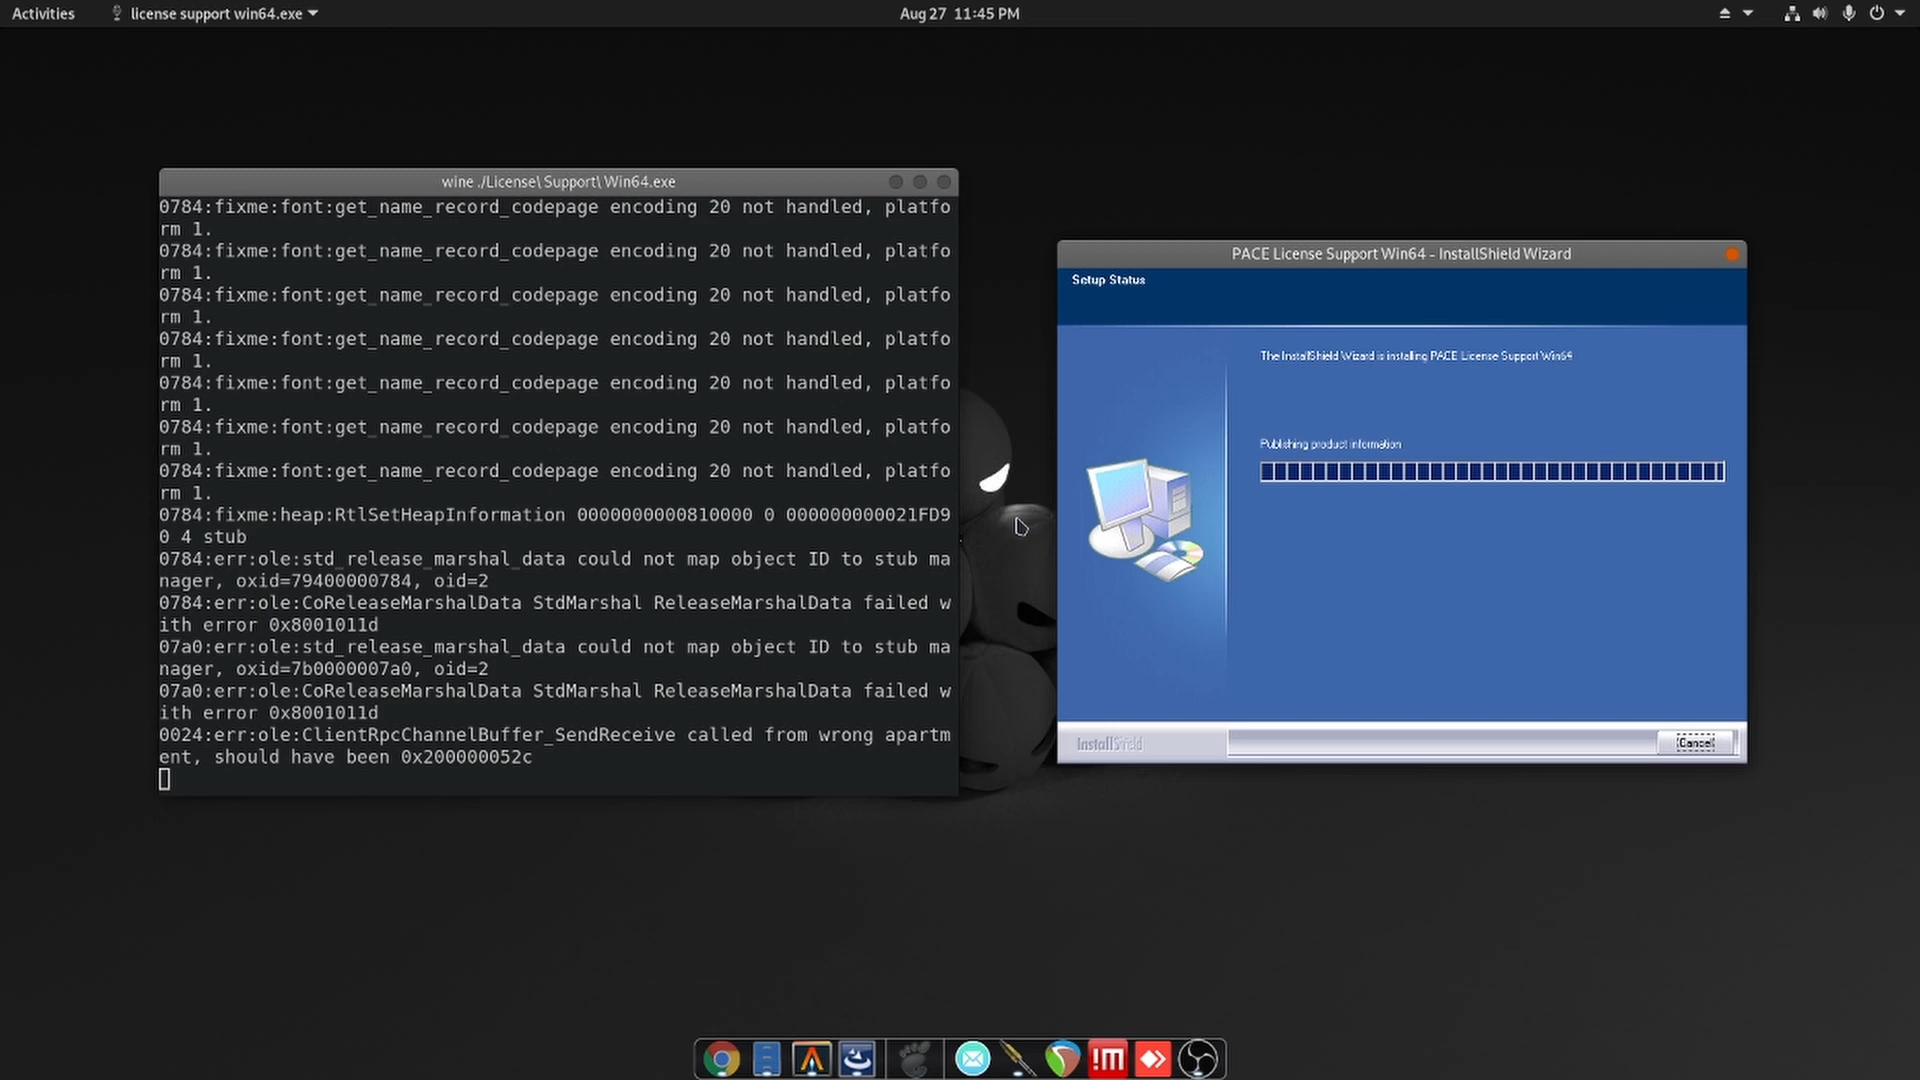 Activities
license support win64.exe
Aug 27 11:45 PM
wine ./License\ Support\ Win64.exe
0784:fixme:font:get_name_record_codepage encoding 20 not handled, platfo
rm 1.
0784:fixme:font:get_name_record_codepage encoding 20 not handled, platfo
rm 1.
0784:fixme:font:get_name_record_codepage encoding 20 not handled, platfo
rm 1.
0784:fixme:font:get_name_record_codepage encoding 20 not handled, platfo
rm 1.
0784:fixme:font:get_name_record_codepage encoding 20 not handled, platfo
rm 1.
0784:fixme:font:get_name_record_codepage encoding 20 not handled, platfo
rm 1.
0784:fixme:font:get_name_record_codepage encoding 20 not handled, platfo
rm 1.
0784:fixme:heap:RtlSetHeapInformation 0000000000810000 0 000000000021FD9
0 4 stub
0784:err:ole:std_release_marshal_data could not map object ID to stub ma
nager, oxid=79400000784, oid=2
0784:err:ole:CoReleaseMarshalData StdMarshal ReleaseMarshalData failed w
ith error 0x8001011d
07a0:err:ole:std_release_marshal_data could not map object ID to stub ma
nager, oxid=7b0000007a0, oid=2
07a0:err:ole:CoReleaseMarshalData StdMarshal ReleaseMarshalData failed w
ith error 0x8001011d
0024:err:ole:ClientRpcChannelBuffer_SendReceive called from wrong apartm
ent, should have been 0x200000052c
PACE License Support Win64 - InstallShield Wizard
Setup Status
The InstallShield Wizard is installing PACE License Support Win64
Publishing product information
InstallShield
Cancel
!m